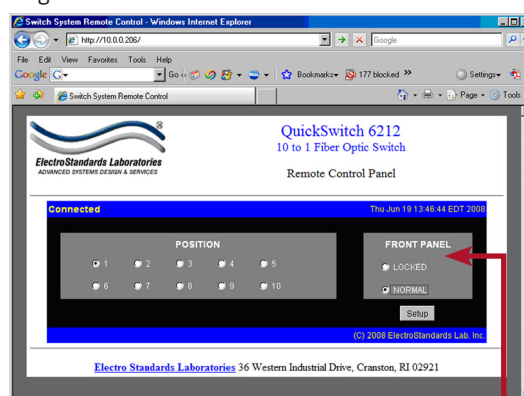 Switch System Remote Control - Windows Internet Explorer
http://10.0.0.206/
Google
File Edit View Favorites Tools Help
Google G Go Bookmarks 177 blocked Settings
Switch System Remote Control Page Tools
ElectroStandards Laboratories
ADVANCED SYSTEMS DESIGN & SERVICES
QuickSwitch 6212
10 to 1 Fiber Optic Switch
Remote Control Panel
Connected Thu Jun 19 13:46:44 EDT 2008
POSITION
1 2 3 4 5
6 7 8 9 10
FRONT PANEL
LOCKED
NORMAL
Setup
(C) 2008 ElectroStandards Lab. Inc.
Electro Standards Laboratories 36 Western Industrial Drive, Cranston, RI 02921